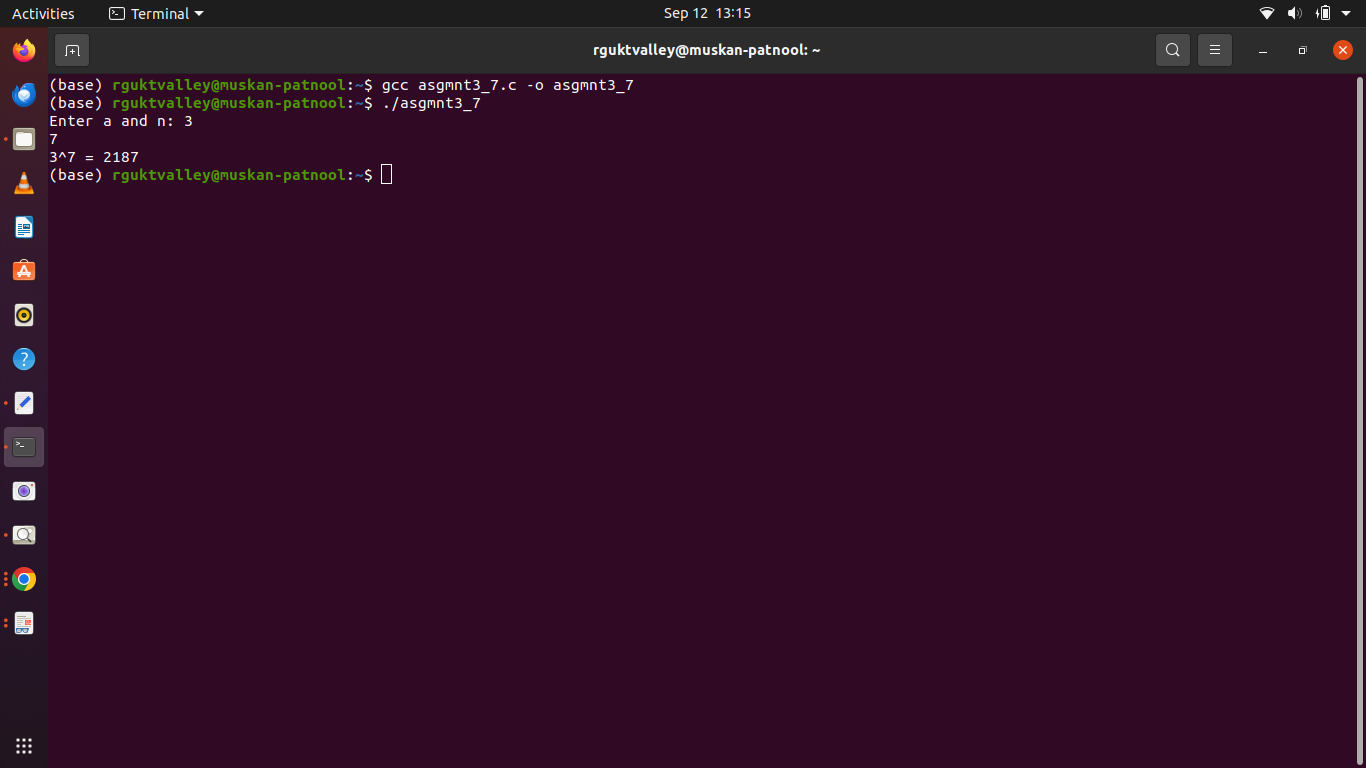 Activities Terminal Sep 12 13:15
rguktvalley@muskan-patnool: ~
(base) rguktvalley@muskan-patnool:~$ gcc asgmnt3_7.c -o asgmnt3_7
(base) rguktvalley@muskan-patnool:~$ ./asgmnt3_7
Enter a and n: 3
7
3^7 = 2187
(base) rguktvalley@muskan-patnool:~$